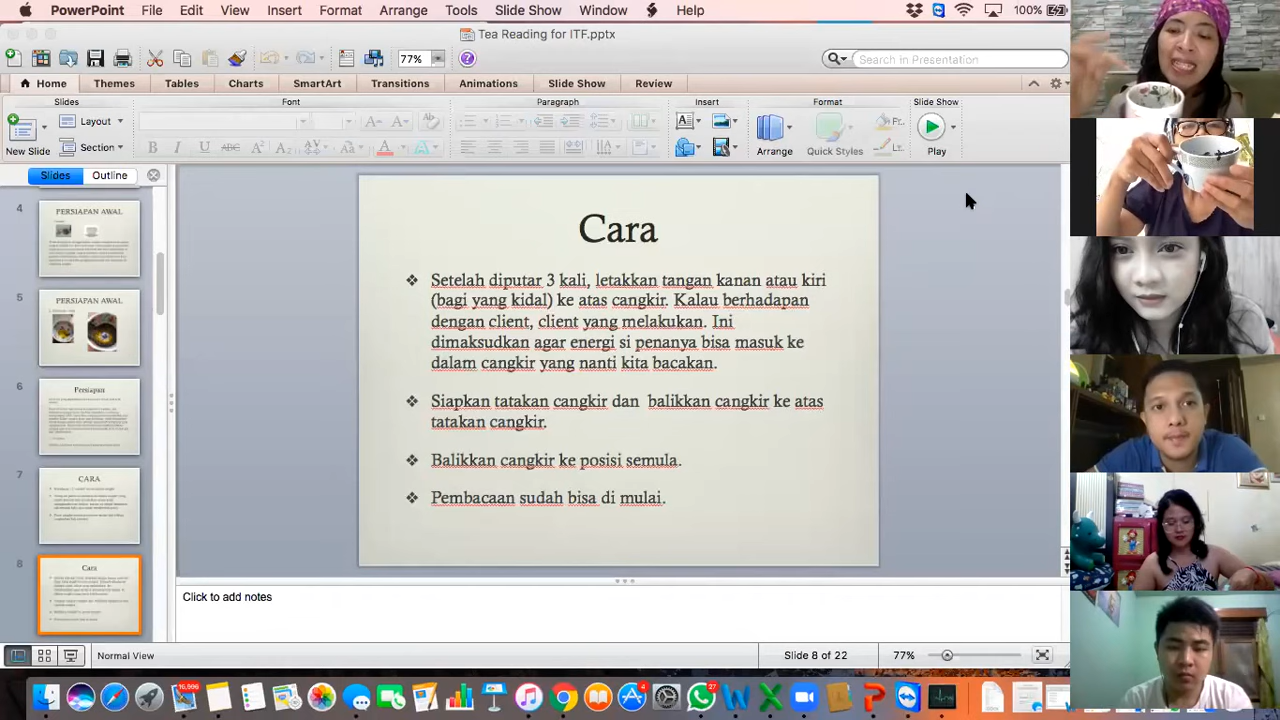 PowerPoint File Edit View Insert Format Arrange Tools Slide Show Window Help 100%
Tea Reading for ITF.pptx
77% Search in Presentation
Home Themes Tables Charts SmartArt Transitions Animations Slide Show Review
Slides Font Paragraph Insert Format Slide Show
Layout
New Slide Section Arrange Quick Styles Play
Slides Outline
4 PERSIAPAN AWAL
5 PERSIAPAN AWAL
6 Persiapan
7 CARA
8 Cara
Cara
❖ Setelah diputar 3 kali, letakkan tangan kanan atau kiri
(bagi yang kidal) ke atas cangkir. Kalau berhadapan
dengan client, client yang melakukan. Ini
dimaksudkan agar energi si penanya bisa masuk ke
dalam cangkir yang nanti kita bacakan.
❖ Siapkan tatakan cangkir dan balikkan cangkir ke atas
tatakan cangkir.
❖ Balikkan cangkir ke posisi semula.
❖ Pembacaan sudah bisa di mulai.
Click to add notes
Normal View Slide 8 of 22 77%